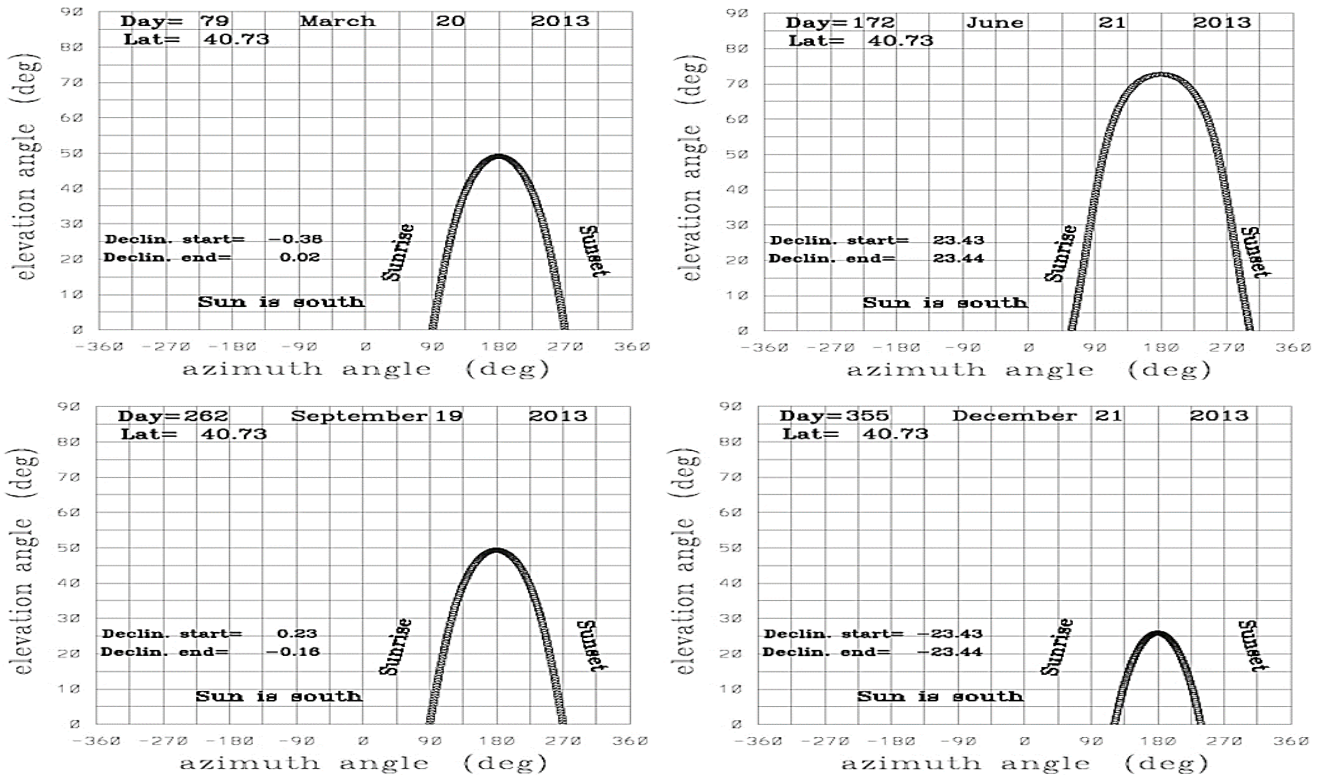 Day= 79 March 20 2013
Lat= 40.73
90
80
70
60
50
40
30
20
10
0
elevation angle (deg)
Declin. start= -0.38
Declin. end= 0.02
Sunrise
Sunset
Sun is south
-360 -270 -180 -90 0 90 180 270 360
azimuth angle (deg)
Day=172 June 21 2013
Lat= 40.73
90
80
70
60
50
40
30
20
10
0
elevation angle (deg)
Declin. start= 23.43
Declin. end= 23.44
Sunrise
Sunset
Sun is south
-360 -270 -180 -90 0 90 180 270 360
azimuth angle (deg)
Day=262 September 19 2013
Lat= 40.73
90
80
70
60
50
40
30
20
10
0
elevation angle (deg)
Declin. start= 0.23
Declin. end= -0.16
Sunrise
Sunset
Sun is south
-360 -270 -180 -90 0 90 180 270 360
azimuth angle (deg)
Day=355 December 21 2013
Lat= 40.73
90
80
70
60
50
40
30
20
10
0
elevation angle (deg)
Declin. start= -23.43
Declin. end= -23.44
Sunrise
Sunset
Sun is south
-360 -270 -180 -90 0 90 180 270 360
azimuth angle (deg)